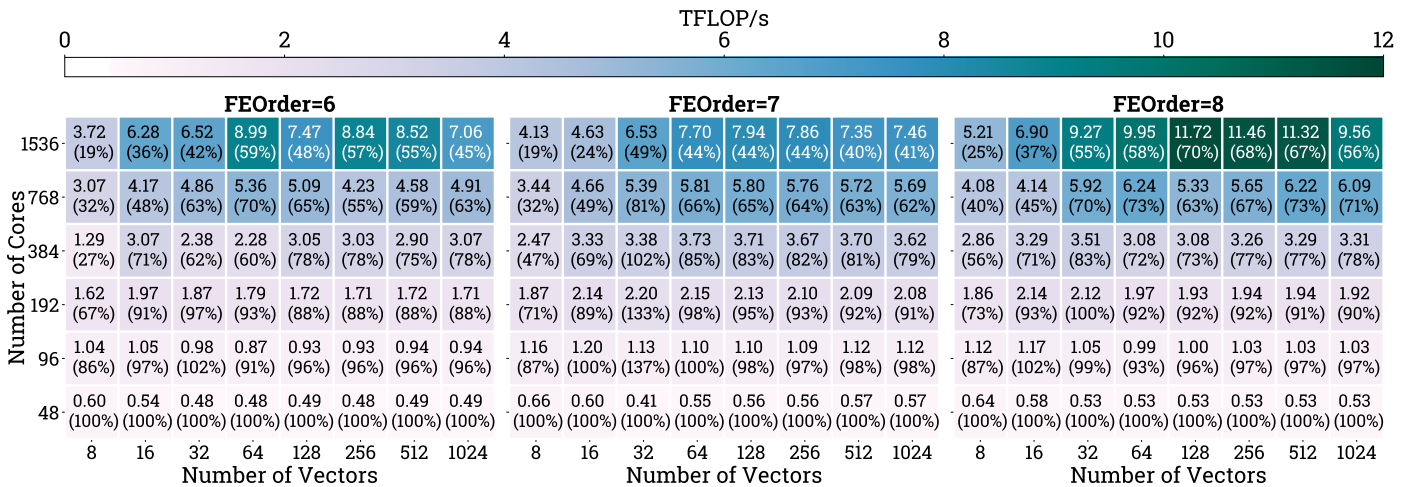 TFLOP/s
0 2 4 6 8 10 12
FEOrder=6 FEOrder=7 FEOrder=8
1536 3.72 6.28 6.52 8.99 7.47 8.84 8.52 7.06 4.13 4.63 6.53 7.70 7.94 7.86 7.35 7.46 5.21 6.90 9.27 9.95 11.72 11.46 11.32 9.56
(19%) (36%) (42%) (59%) (48%) (57%) (55%) (45%) (19%) (24%) (49%) (44%) (44%) (44%) (40%) (41%) (25%) (37%) (55%) (58%) (70%) (68%) (67%) (56%)
768 3.07 4.17 4.86 5.36 5.09 4.23 4.58 4.91 3.44 4.66 5.39 5.81 5.80 5.76 5.72 5.69 4.08 4.14 5.92 6.24 5.33 5.65 6.22 6.09
(32%) (48%) (63%) (70%) (65%) (55%) (59%) (63%) (32%) (49%) (81%) (66%) (65%) (64%) (63%) (62%) (40%) (45%) (70%) (73%) (63%) (67%) (73%) (71%)
384 1.29 3.07 2.38 2.28 3.05 3.03 2.90 3.07 2.47 3.33 3.38 3.73 3.71 3.67 3.70 3.62 2.86 3.29 3.51 3.08 3.08 3.26 3.29 3.31
(27%) (71%) (62%) (60%) (78%) (78%) (75%) (78%) (47%) (69%) (102%) (85%) (83%) (82%) (81%) (79%) (56%) (71%) (83%) (72%) (73%) (77%) (77%) (78%)
192 1.62 1.97 1.87 1.79 1.72 1.71 1.72 1.71 1.87 2.14 2.20 2.15 2.13 2.10 2.09 2.08 1.86 2.14 2.12 1.97 1.93 1.94 1.94 1.92
(67%) (91%) (97%) (93%) (88%) (88%) (88%) (88%) (71%) (89%) (133%) (98%) (95%) (93%) (92%) (91%) (73%) (93%) (100%) (92%) (92%) (92%) (91%) (90%)
96 1.04 1.05 0.98 0.87 0.93 0.93 0.94 0.94 1.16 1.20 1.13 1.10 1.10 1.09 1.12 1.12 1.12 1.17 1.05 0.99 1.00 1.03 1.03 1.03
(86%) (97%) (102%) (91%) (96%) (96%) (96%) (96%) (87%) (100%) (137%) (100%) (98%) (97%) (98%) (98%) (87%) (102%) (99%) (93%) (96%) (97%) (97%) (97%)
48 0.60 0.54 0.48 0.48 0.49 0.48 0.49 0.49 0.66 0.60 0.41 0.55 0.56 0.56 0.57 0.57 0.64 0.58 0.53 0.53 0.53 0.53 0.53 0.53
(100%) (100%) (100%) (100%) (100%) (100%) (100%) (100%) (100%) (100%) (100%) (100%) (100%) (100%) (100%) (100%) (100%) (100%) (100%) (100%) (100%) (100%) (100%) (100%)
8 16 32 64 128 256 512 1024 8 16 32 64 128 256 512 1024 8 16 32 64 128 256 512 1024
Number of Vectors Number of Vectors Number of Vectors
Number of Cores